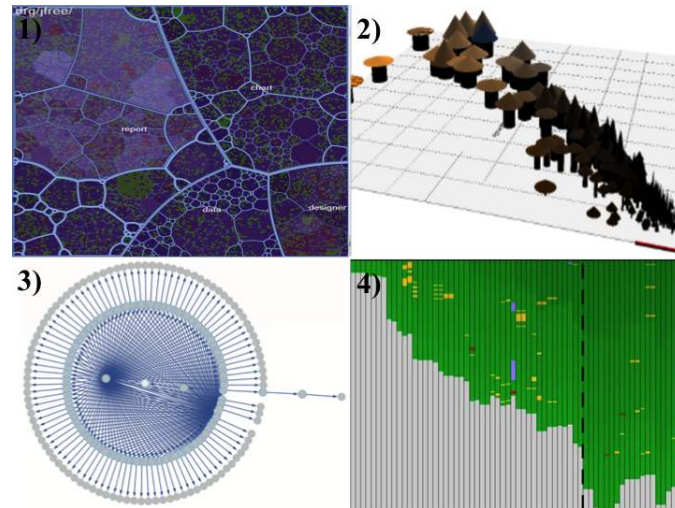 drg/jfree/
1)
2)
chart
report
data
designer
3)
4)